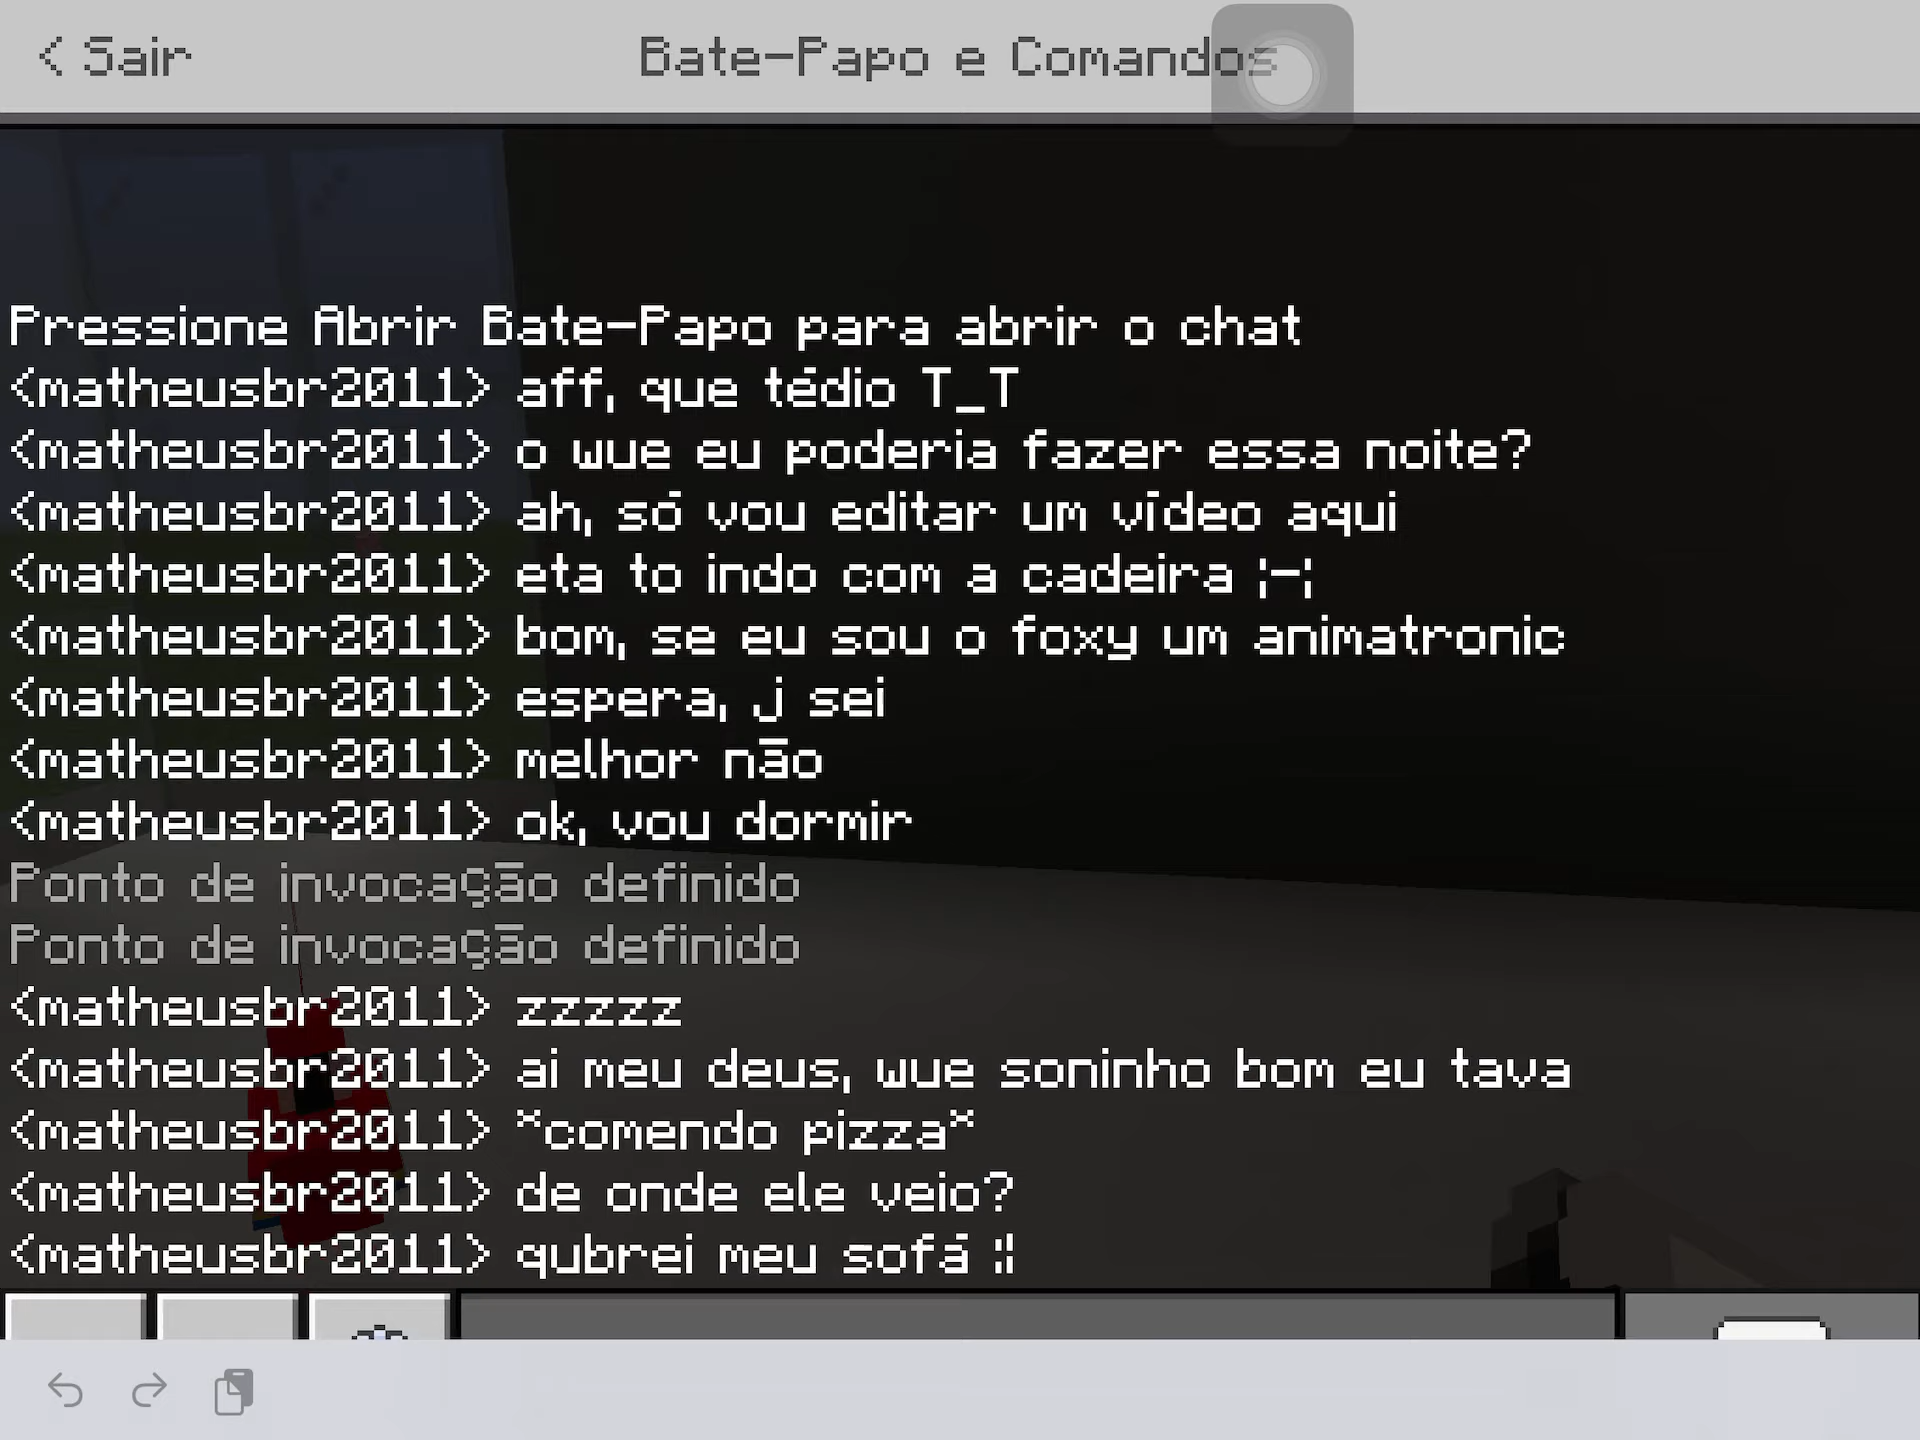 < Sair
Bate-Papo e Comandos
Pressione Abrir Bate-Papo para abrir o chat
<matheusbr2011> aff, que tédio T_T
<matheusbr2011> o wue eu poderia fazer essa noite?
<matheusbr2011> ah, só vou editar um vídeo aqui
<matheusbr2011> eta to indo com a cadeira ;-;
<matheusbr2011> bom, se eu sou o foxy um animatronic
<matheusbr2011> espera, j sei
<matheusbr2011> melhor não
<matheusbr2011> ok, vou dormir
Ponto de invocação definido
Ponto de invocação definido
<matheusbr2011> zzzzz
<matheusbr2011> ai meu deus, wue soninho bom eu tava
<matheusbr2011> *comendo pizza*
<matheusbr2011> de onde ele veio?
<matheusbr2011> qubrei meu sofá :|